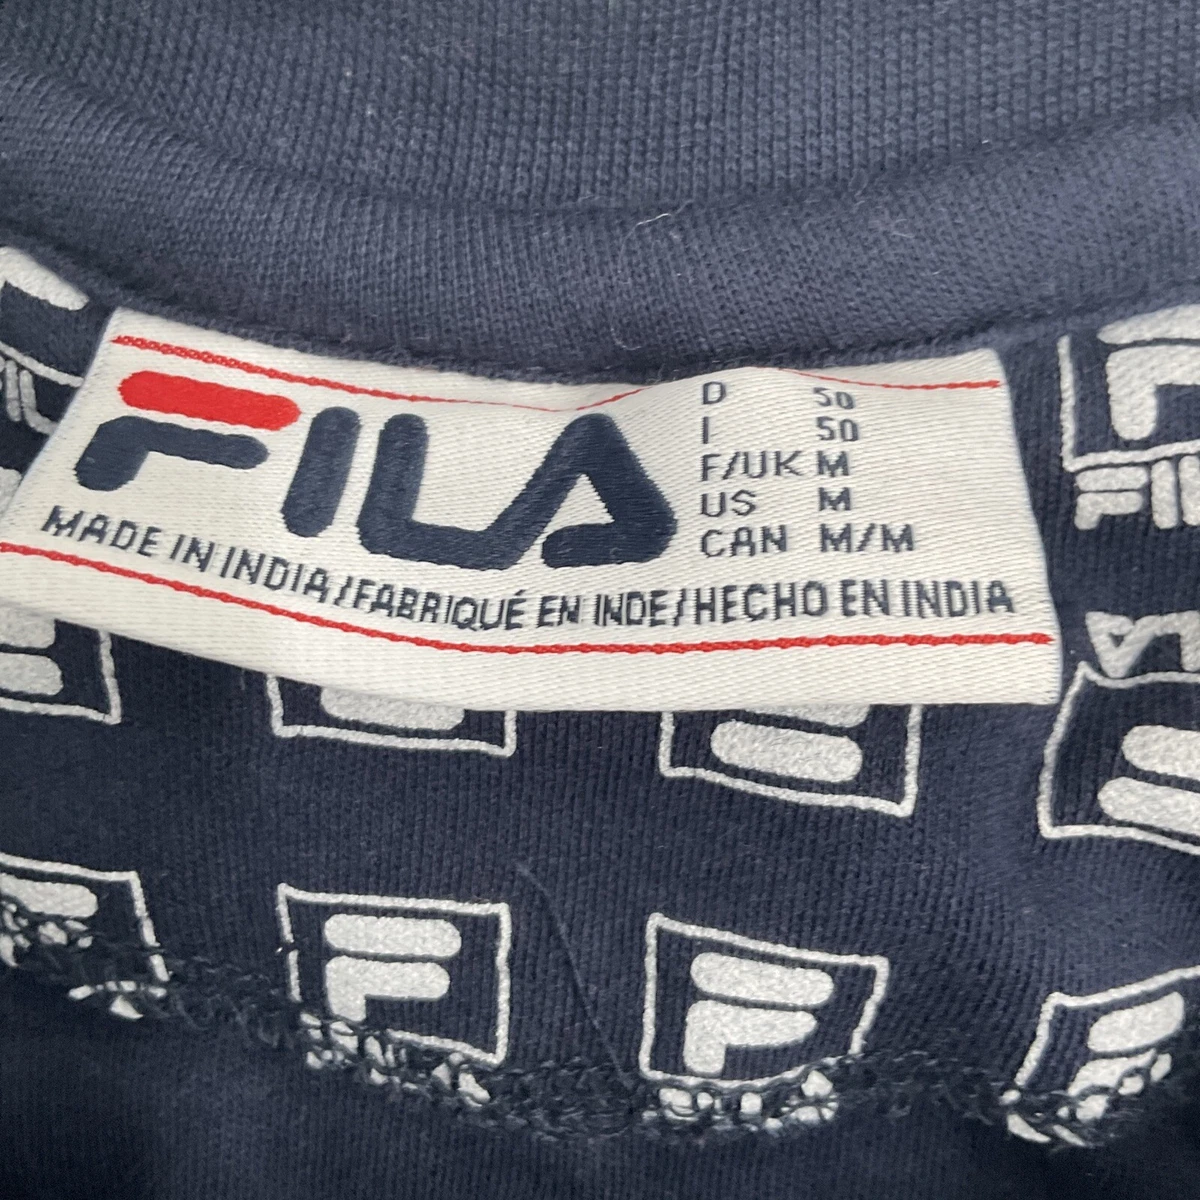 FILA
D 50
I 50
F/UK M
US M
CAN M/M
MADE IN INDIA/FABRIQUÉ EN INDE/HECHO EN INDIA
F
F